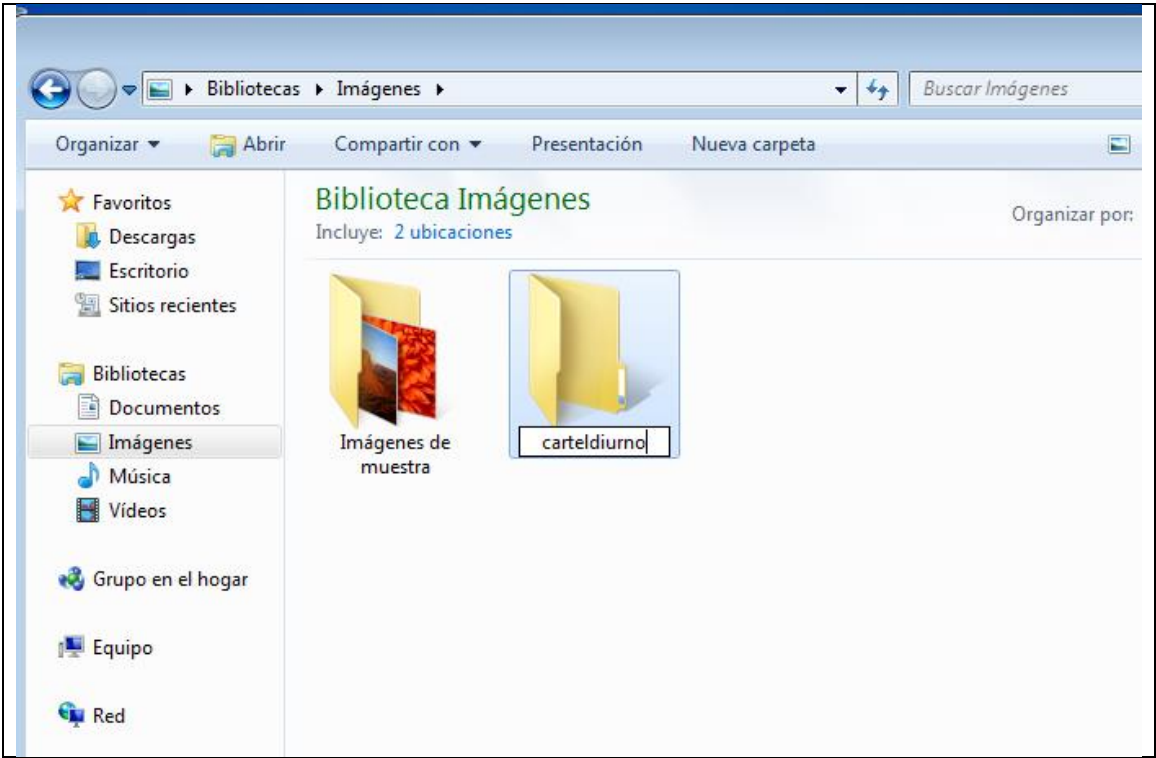 Bibliotecas Imágenes
Buscar Imágenes
Organizar Abrir Compartir con Presentación Nueva carpeta
Favoritos
Descargas
Escritorio
Sitios recientes
Bibliotecas
Documentos
Imágenes
Música
Vídeos
Grupo en el hogar
Equipo
Red
Biblioteca Imágenes
Incluye: 2 ubicaciones
Organizar por:
Imágenes de
muestra
carteldiurno